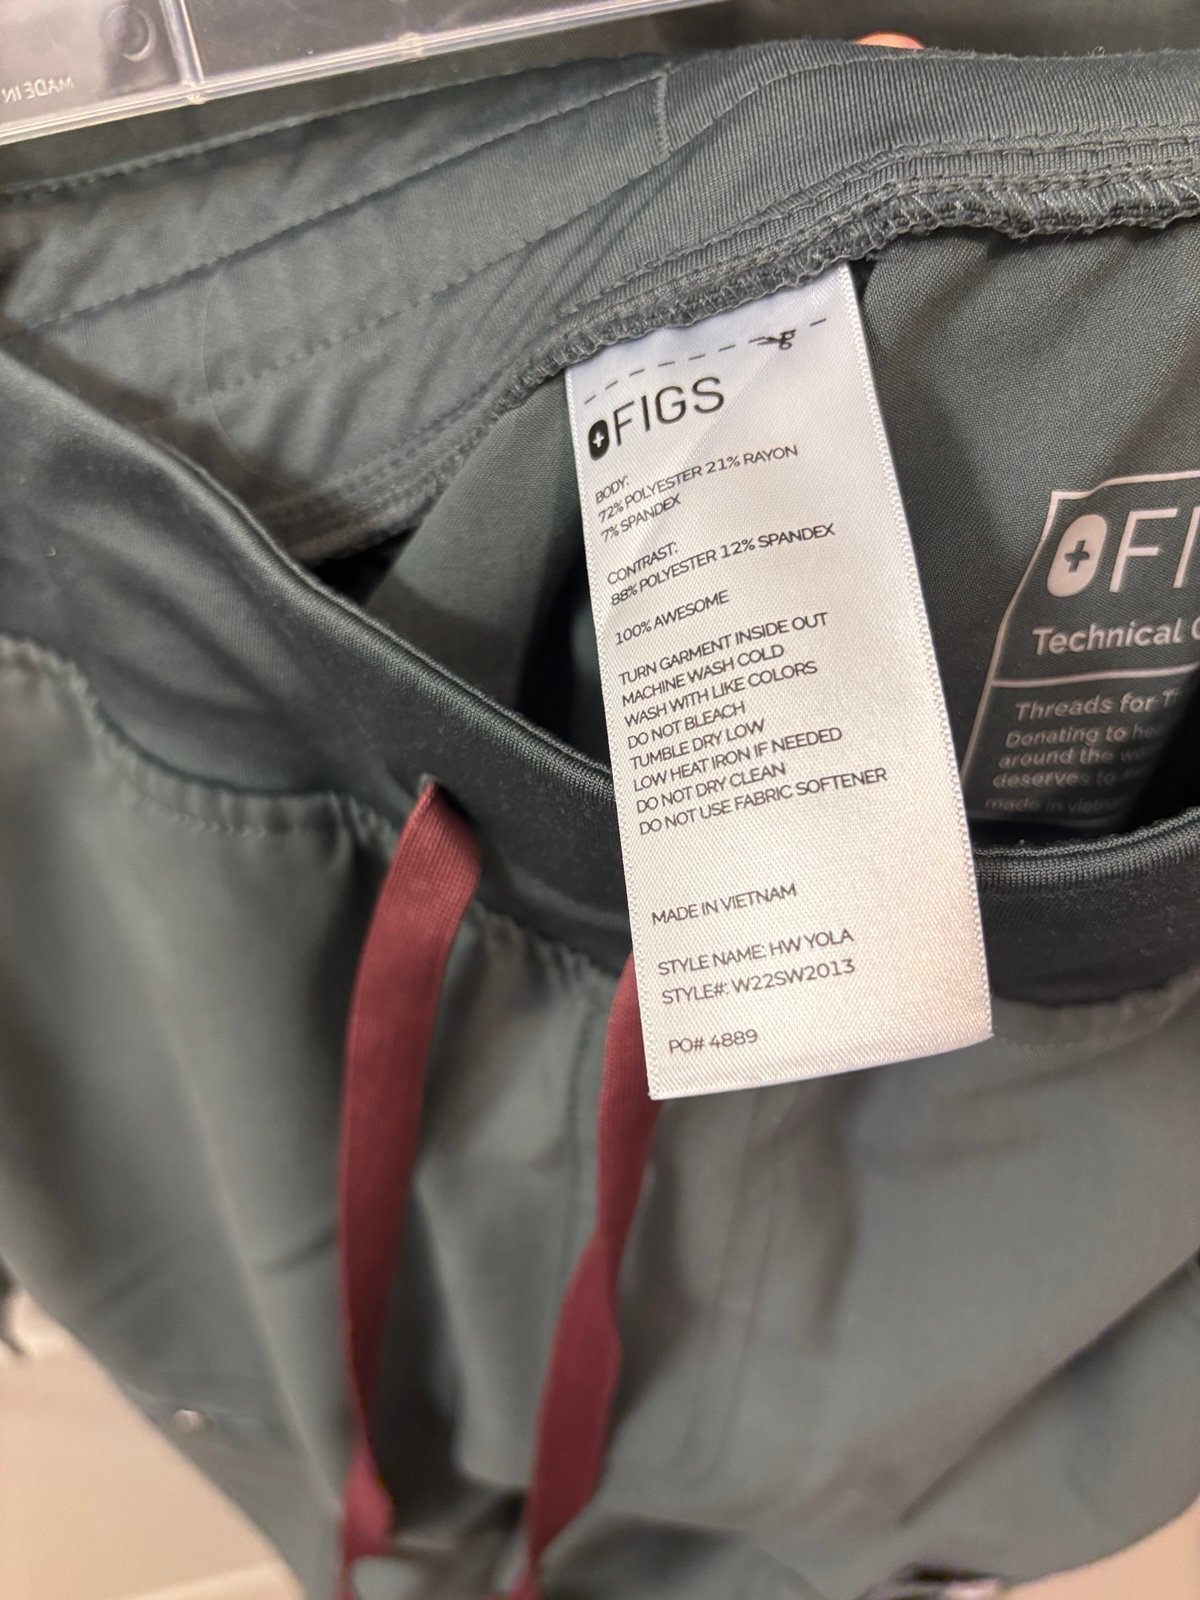 MADE IN
FIGS
BODY:
72% POLYESTER 21% RAYON
7% SPANDEX
CONTRAST:
88% POLYESTER 12% SPANDEX
100% AWESOME
TURN GARMENT INSIDE OUT
MACHINE WASH COLD
WASH WITH LIKE COLORS
DO NOT BLEACH
TUMBLE DRY LOW
LOW HEAT IRON IF NEEDED
DO NOT DRY CLEAN
DO NOT USE FABRIC SOFTENER
MADE IN VIETNAM
STYLE NAME: HW YOLA
STYLE#: W22SW2013
PO# 4889
FI
Technical
Threads for
Donating to
around the
deserves to
made in